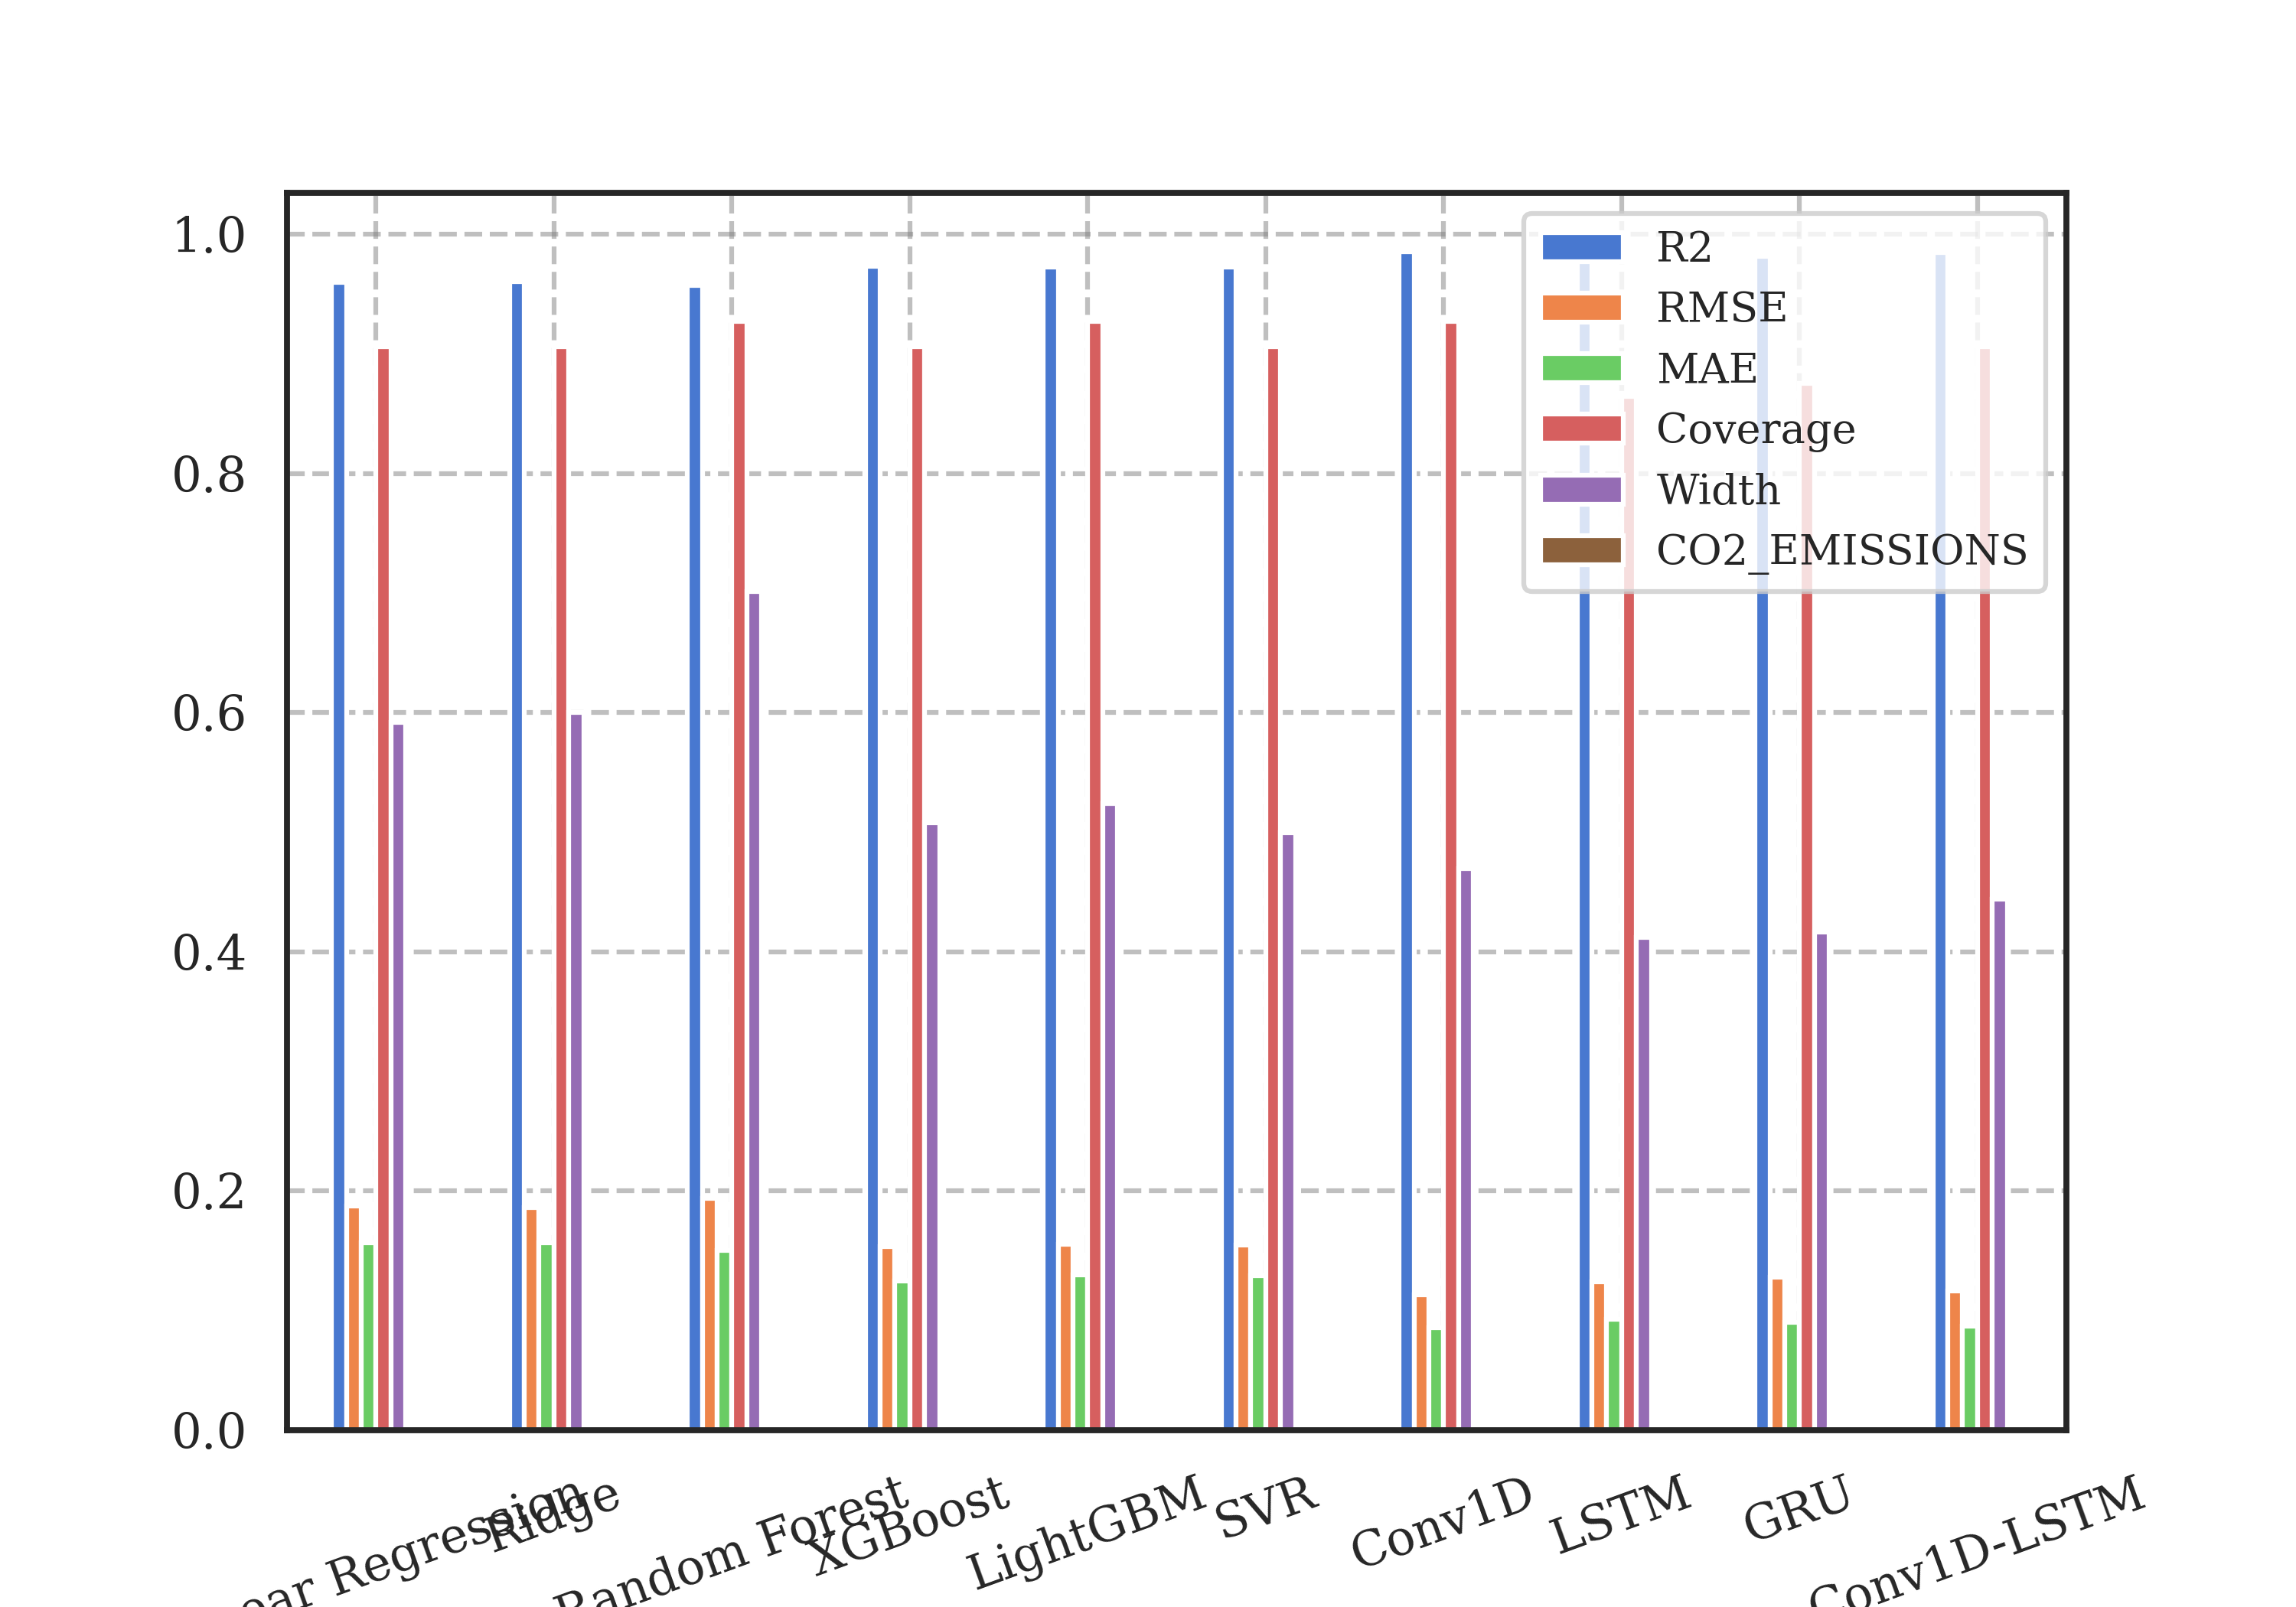 1.0
0.8
0.6
0.4
0.2
0.0
R2
RMSE
MAE
Coverage
Width
CO2_EMISSIONS
Regression
Ridge
Random Forest
XGBoost
LightGBM
SVR
Conv1D
LSTM
GRU
Conv1D-LSTM